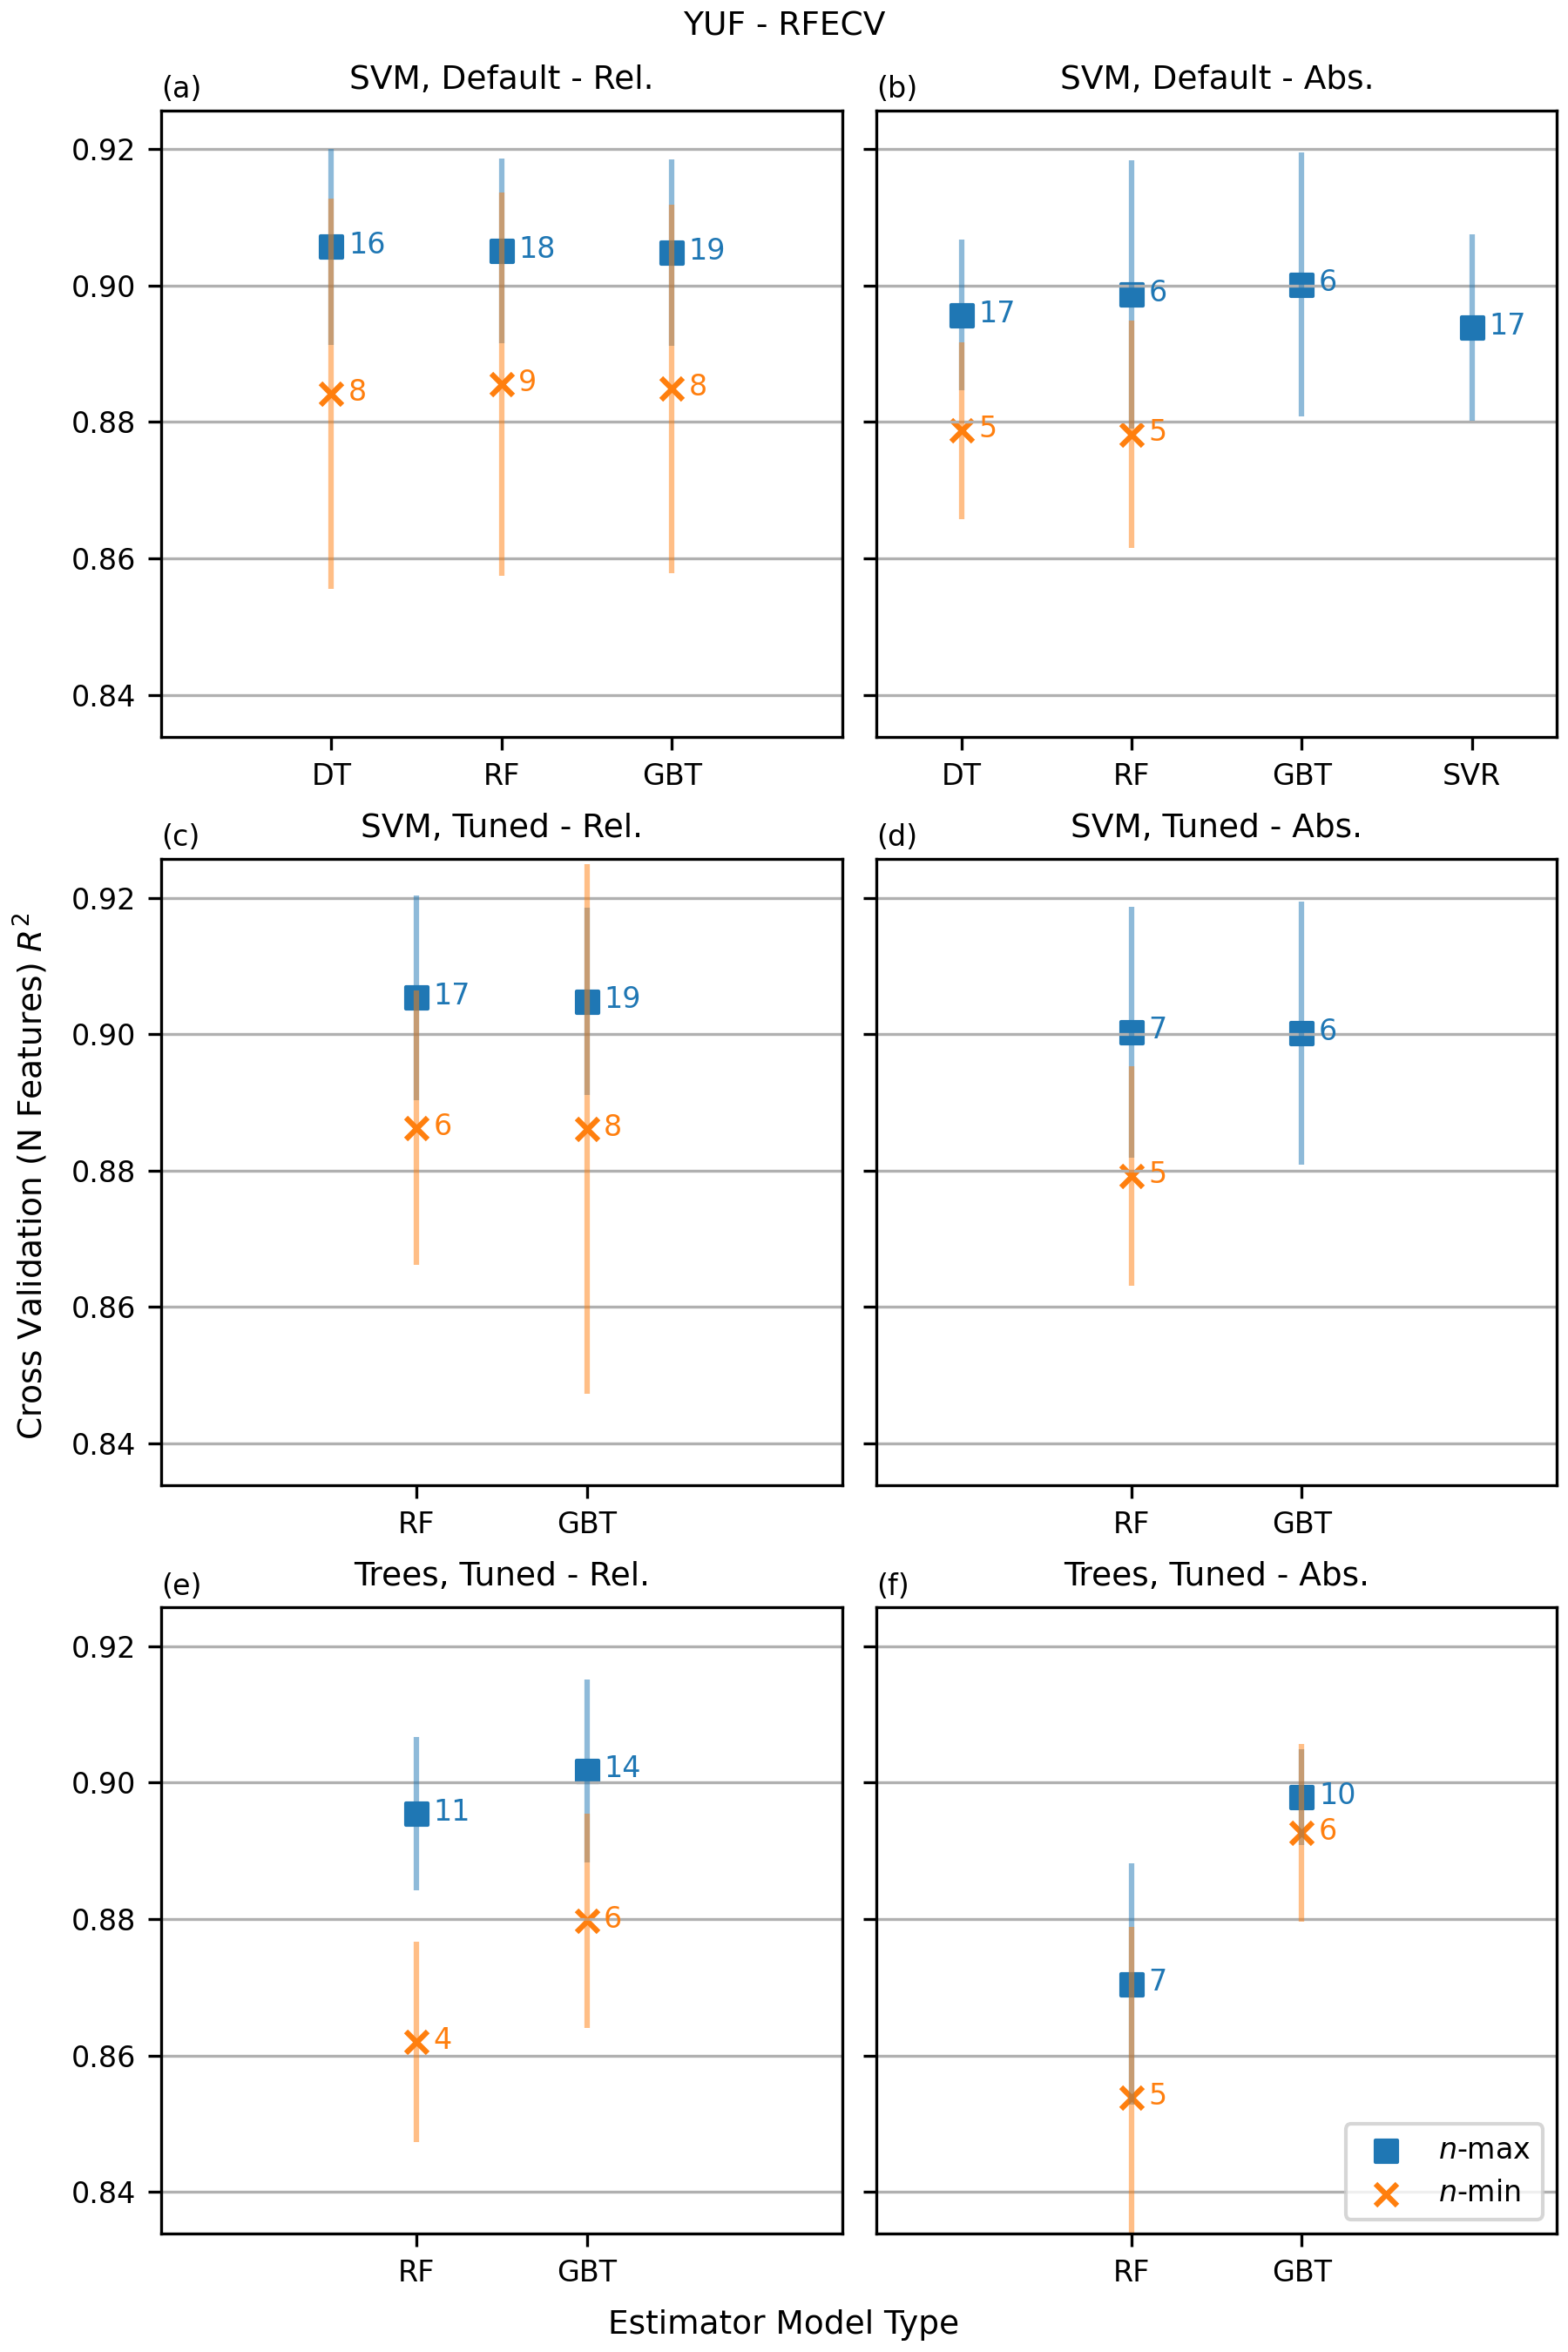 YUF - RFECV
(a) SVM, Default - Rel.
(b) SVM, Default - Abs.
0.92
0.90
0.88
0.86
0.84
16
18
19
8
9
8
17
6
6
17
5
5
DT RF GBT
DT RF GBT SVR
(c) SVM, Tuned - Rel.
(d) SVM, Tuned - Abs.
Cross Validation (N Features) R²
0.92
0.90
0.88
0.86
0.84
17
19
6
8
7
6
5
RF GBT
RF GBT
(e) Trees, Tuned - Rel.
(f) Trees, Tuned - Abs.
0.92
0.90
0.88
0.86
0.84
11
14
4
6
10
6
7
5
n-max
n-min
RF GBT
RF GBT
Estimator Model Type